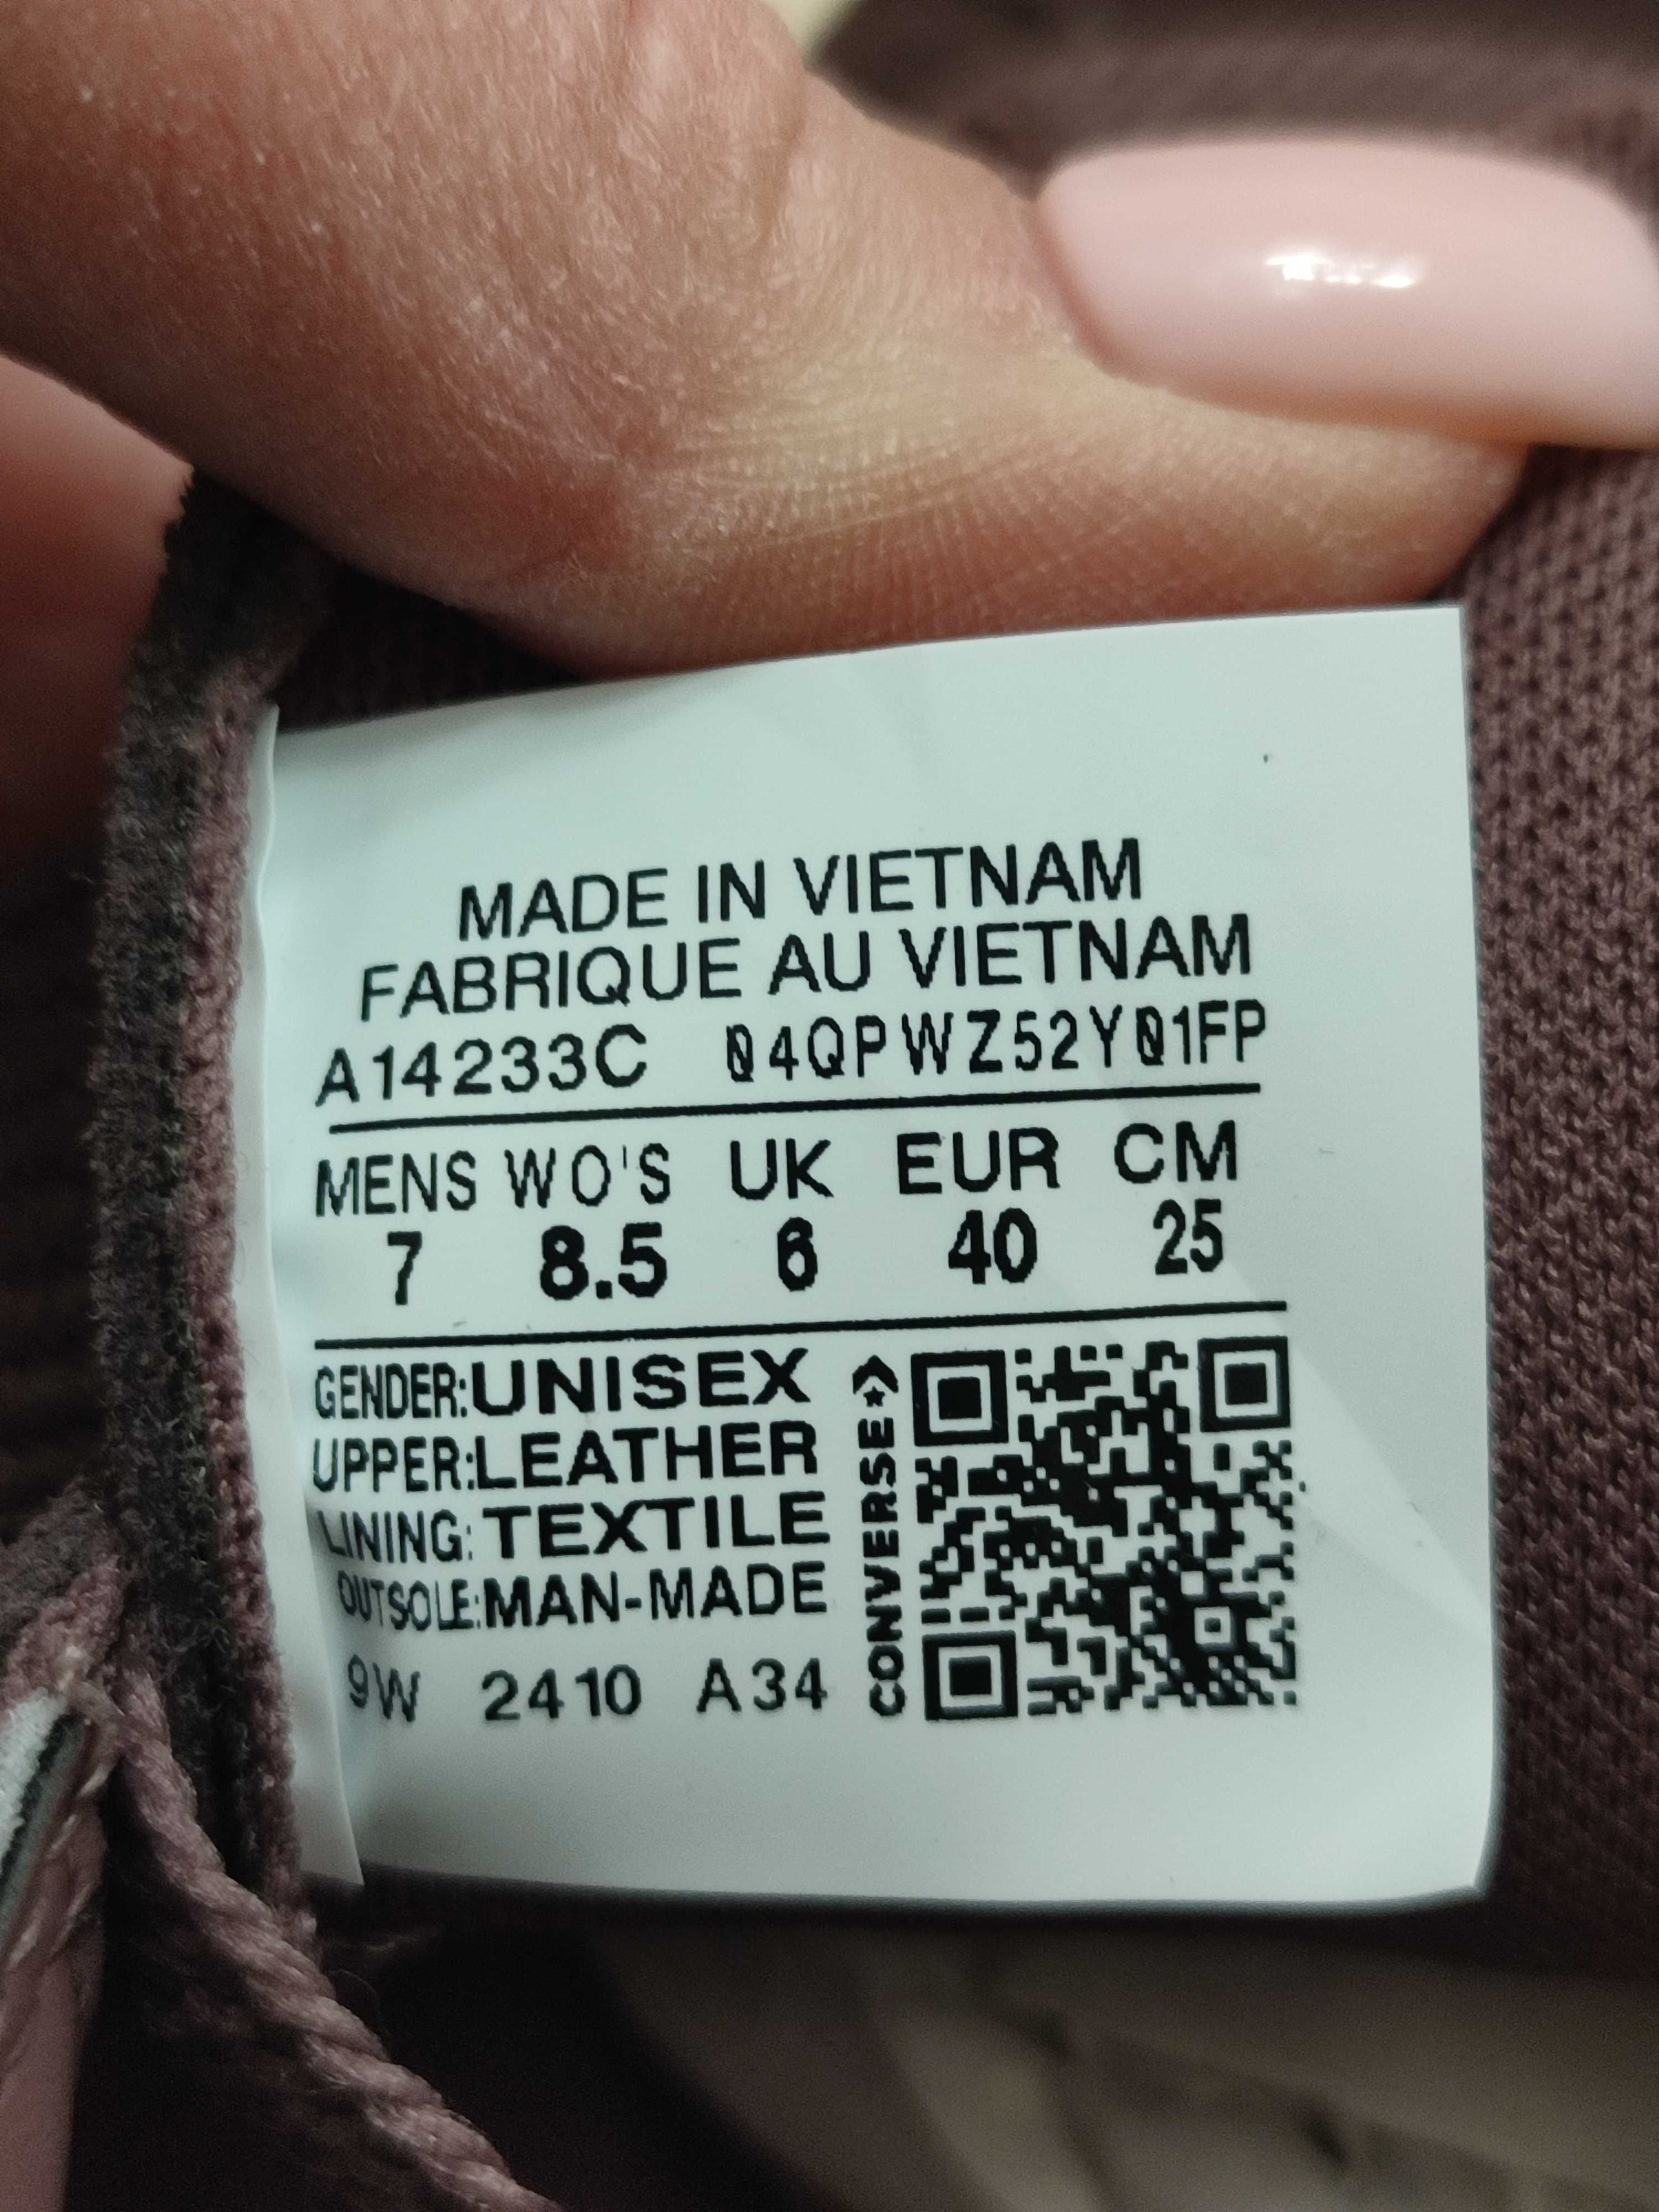 MADE IN VIETNAM
FABRIQUE AU VIETNAM
A14233C 04QPWZ52Y01FP
MENS WO'S UK EUR CM
7 8.5 6 40 25
GENDER:UNISEX
UPPER:LEATHER
LINING:TEXTILE
OUTSOLE:MAN-MADE
9W 2410 A34
CONVERSE